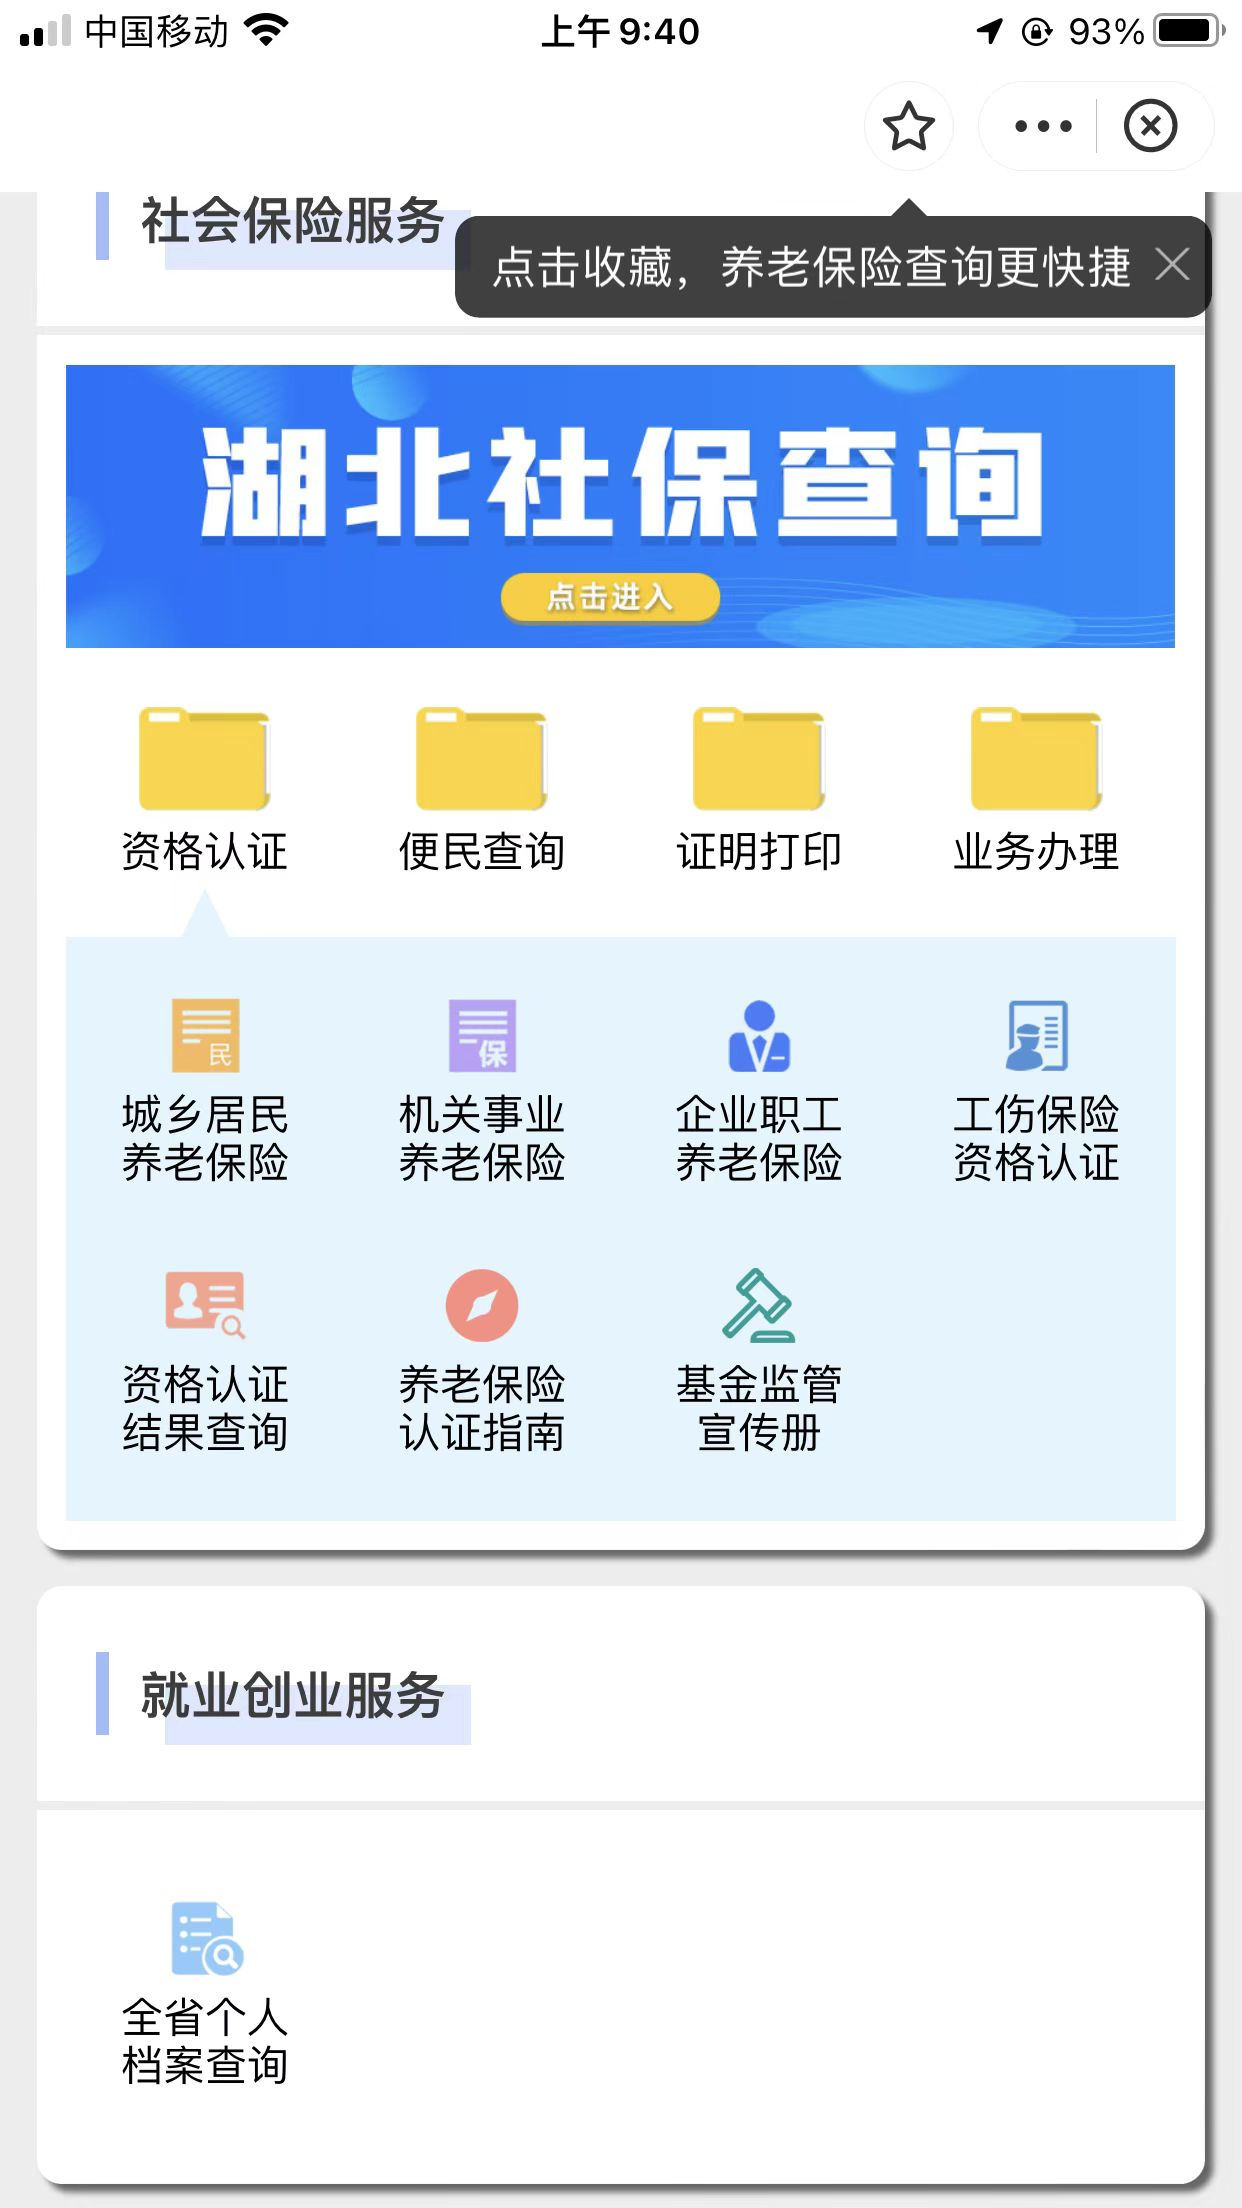 中国移动
上午 9:40
93%
社会保险服务
点击收藏，养老保险查询更快捷
湖北社保查询
点击进入
资格认证 便民查询 证明打印 业务办理
民 保
城乡居民 机关事业 企业职工 工伤保险
养老保险 养老保险 养老保险 资格认证
资格认证 养老保险 基金监管
结果查询 认证指南 宣传册
就业创业服务
全省个人
档案查询